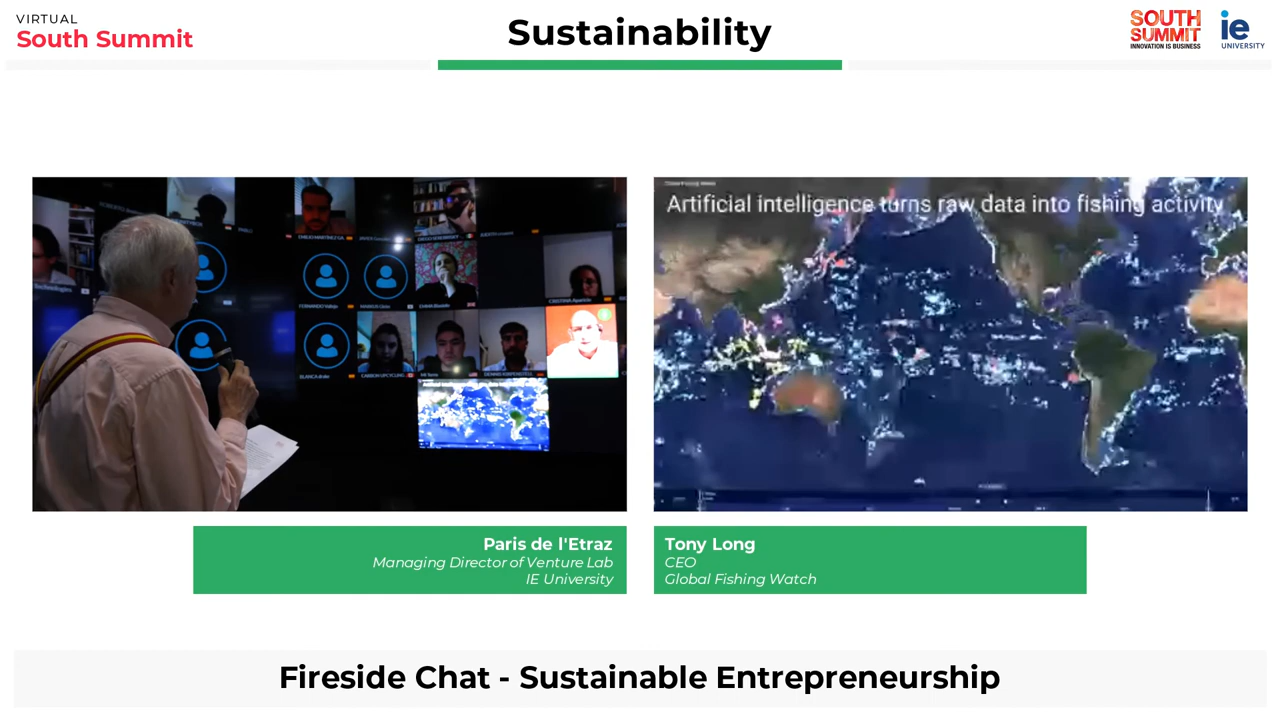 VIRTUAL
South Summit
Sustainability
SOUTH
SUMMIT
INNOVATION IS BUSINESS
ie
UNIVERSITY
Artificial intelligence turns raw data into fishing activity
Paris de l'Etraz
Managing Director of Venture Lab
IE University
Tony Long
CEO
Global Fishing Watch
Fireside Chat - Sustainable Entrepreneurship